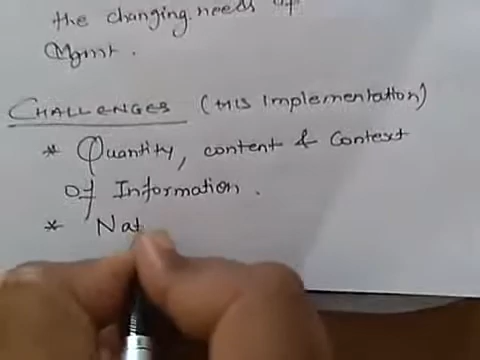 the changing needs of
Mgmt.
CHALLENGES (MIS Implementation)
* Quantity, content & Context
Of Information.
* Nat